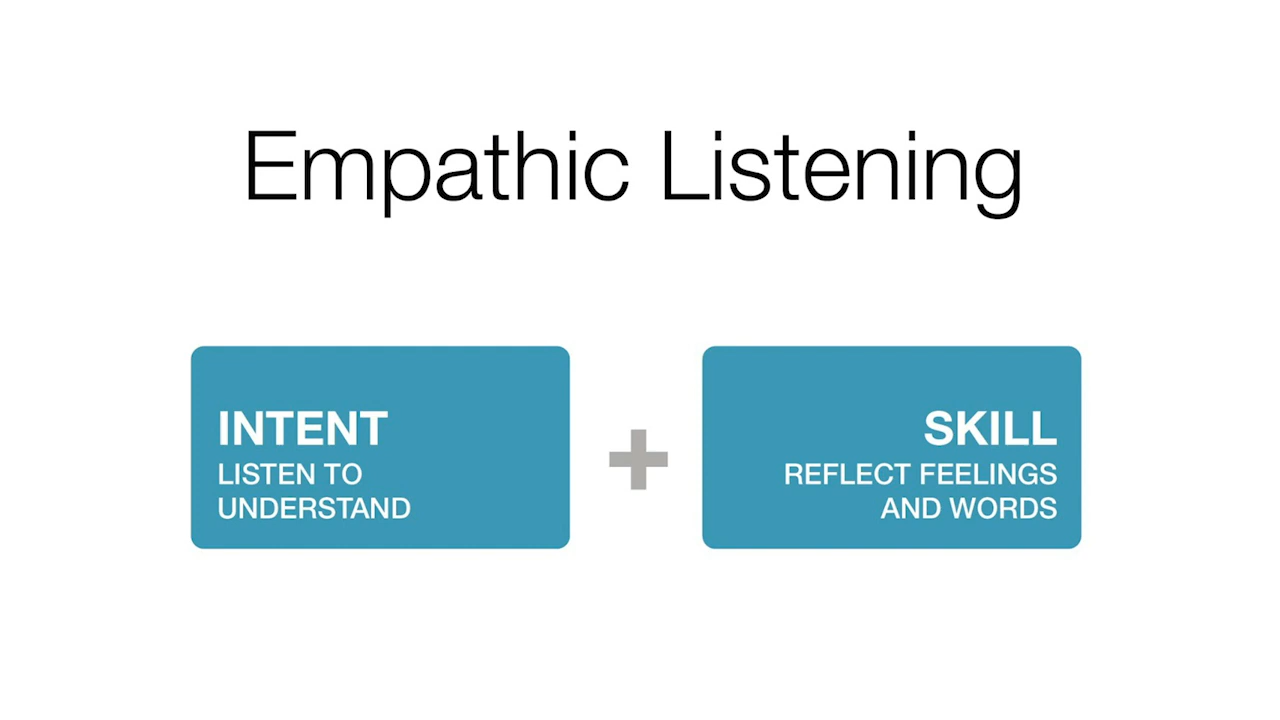 Empathic Listening
INTENT
LISTEN TO
UNDERSTAND
+
SKILL
REFLECT FEELINGS
AND WORDS